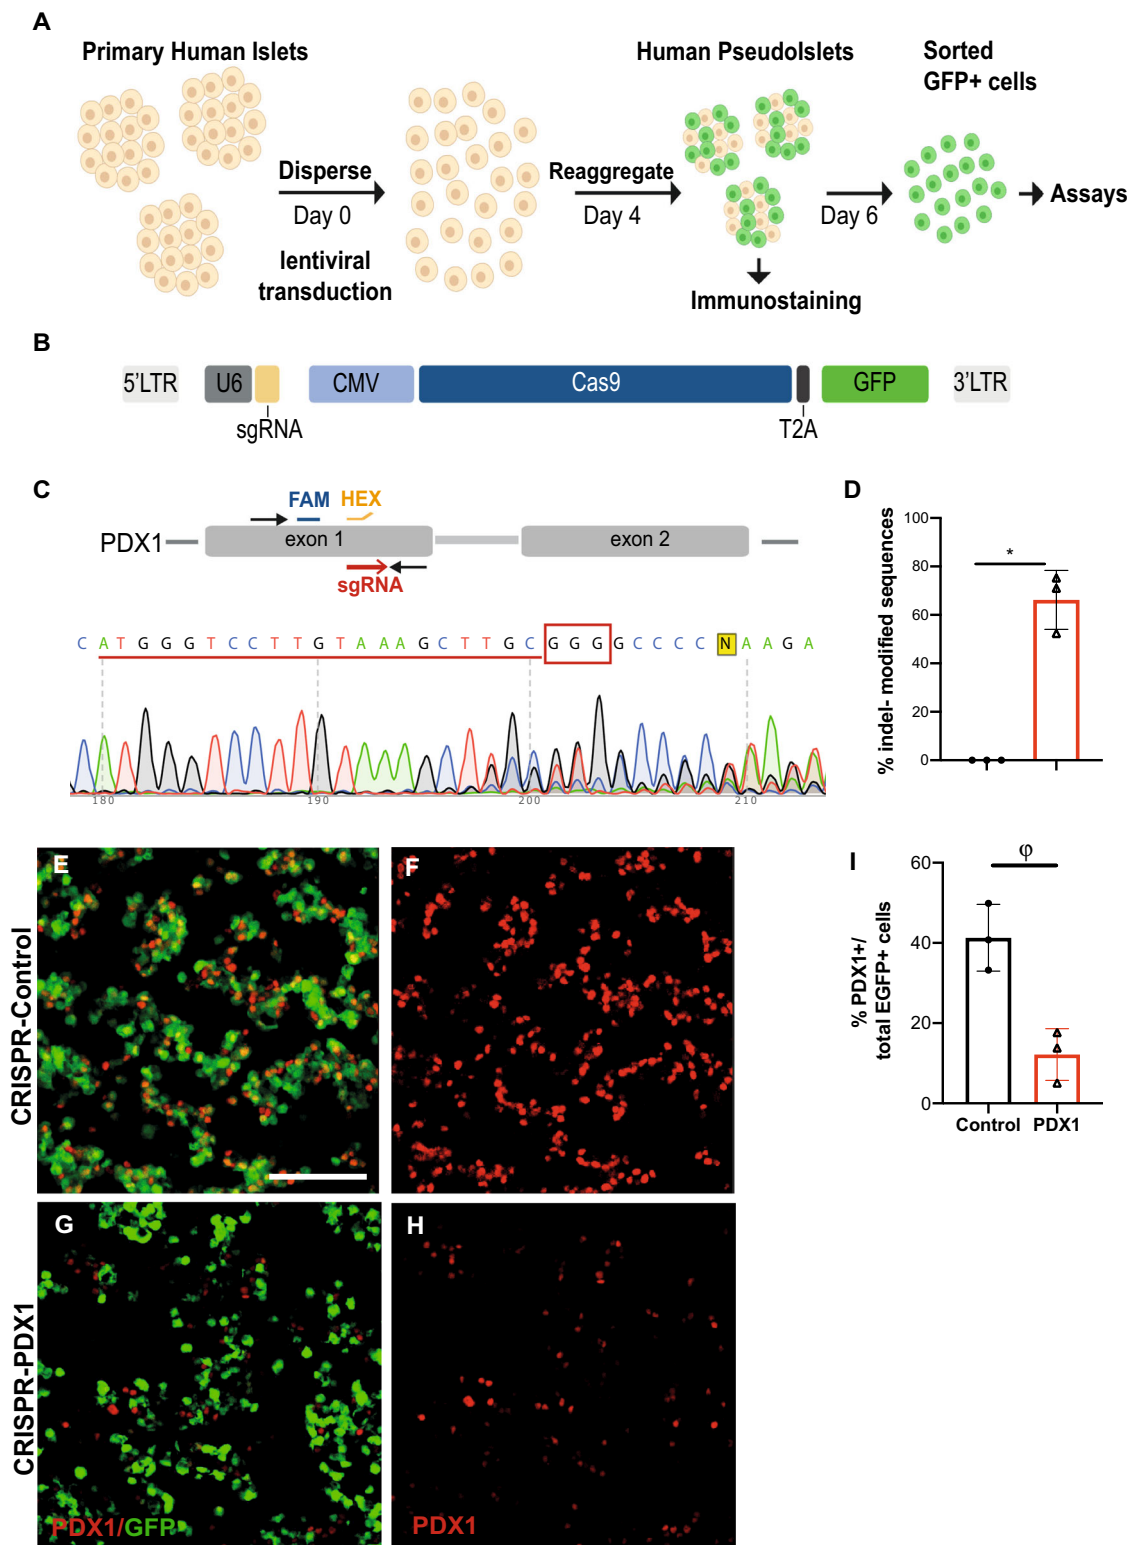 A
Primary Human Islets
Human PseudoIslets
Sorted
GFP+ cells
Disperse
Day 0
lentiviral
transduction
Reaggregate
Day 4
Day 6
Assays
Immunostaining
B
5'LTR
U6
CMV
Cas9
GFP
3'LTR
sgRNA
T2A
C
FAM
HEX
PDX1
exon 1
exon 2
sgRNA
C A T G G G T C C T T G T A A A G C T T G C G G G G C C C C N A A G A
180
190
200
210
D
% indel- modified sequences
100
80
60
40
20
0
*
CRISPR-Control
E
F
CRISPR-PDX1
G
PDX1/GFP
H
PDX1
I
% PDX1+/
total EGFP+ cells
60
40
20
0
φ
Control
PDX1